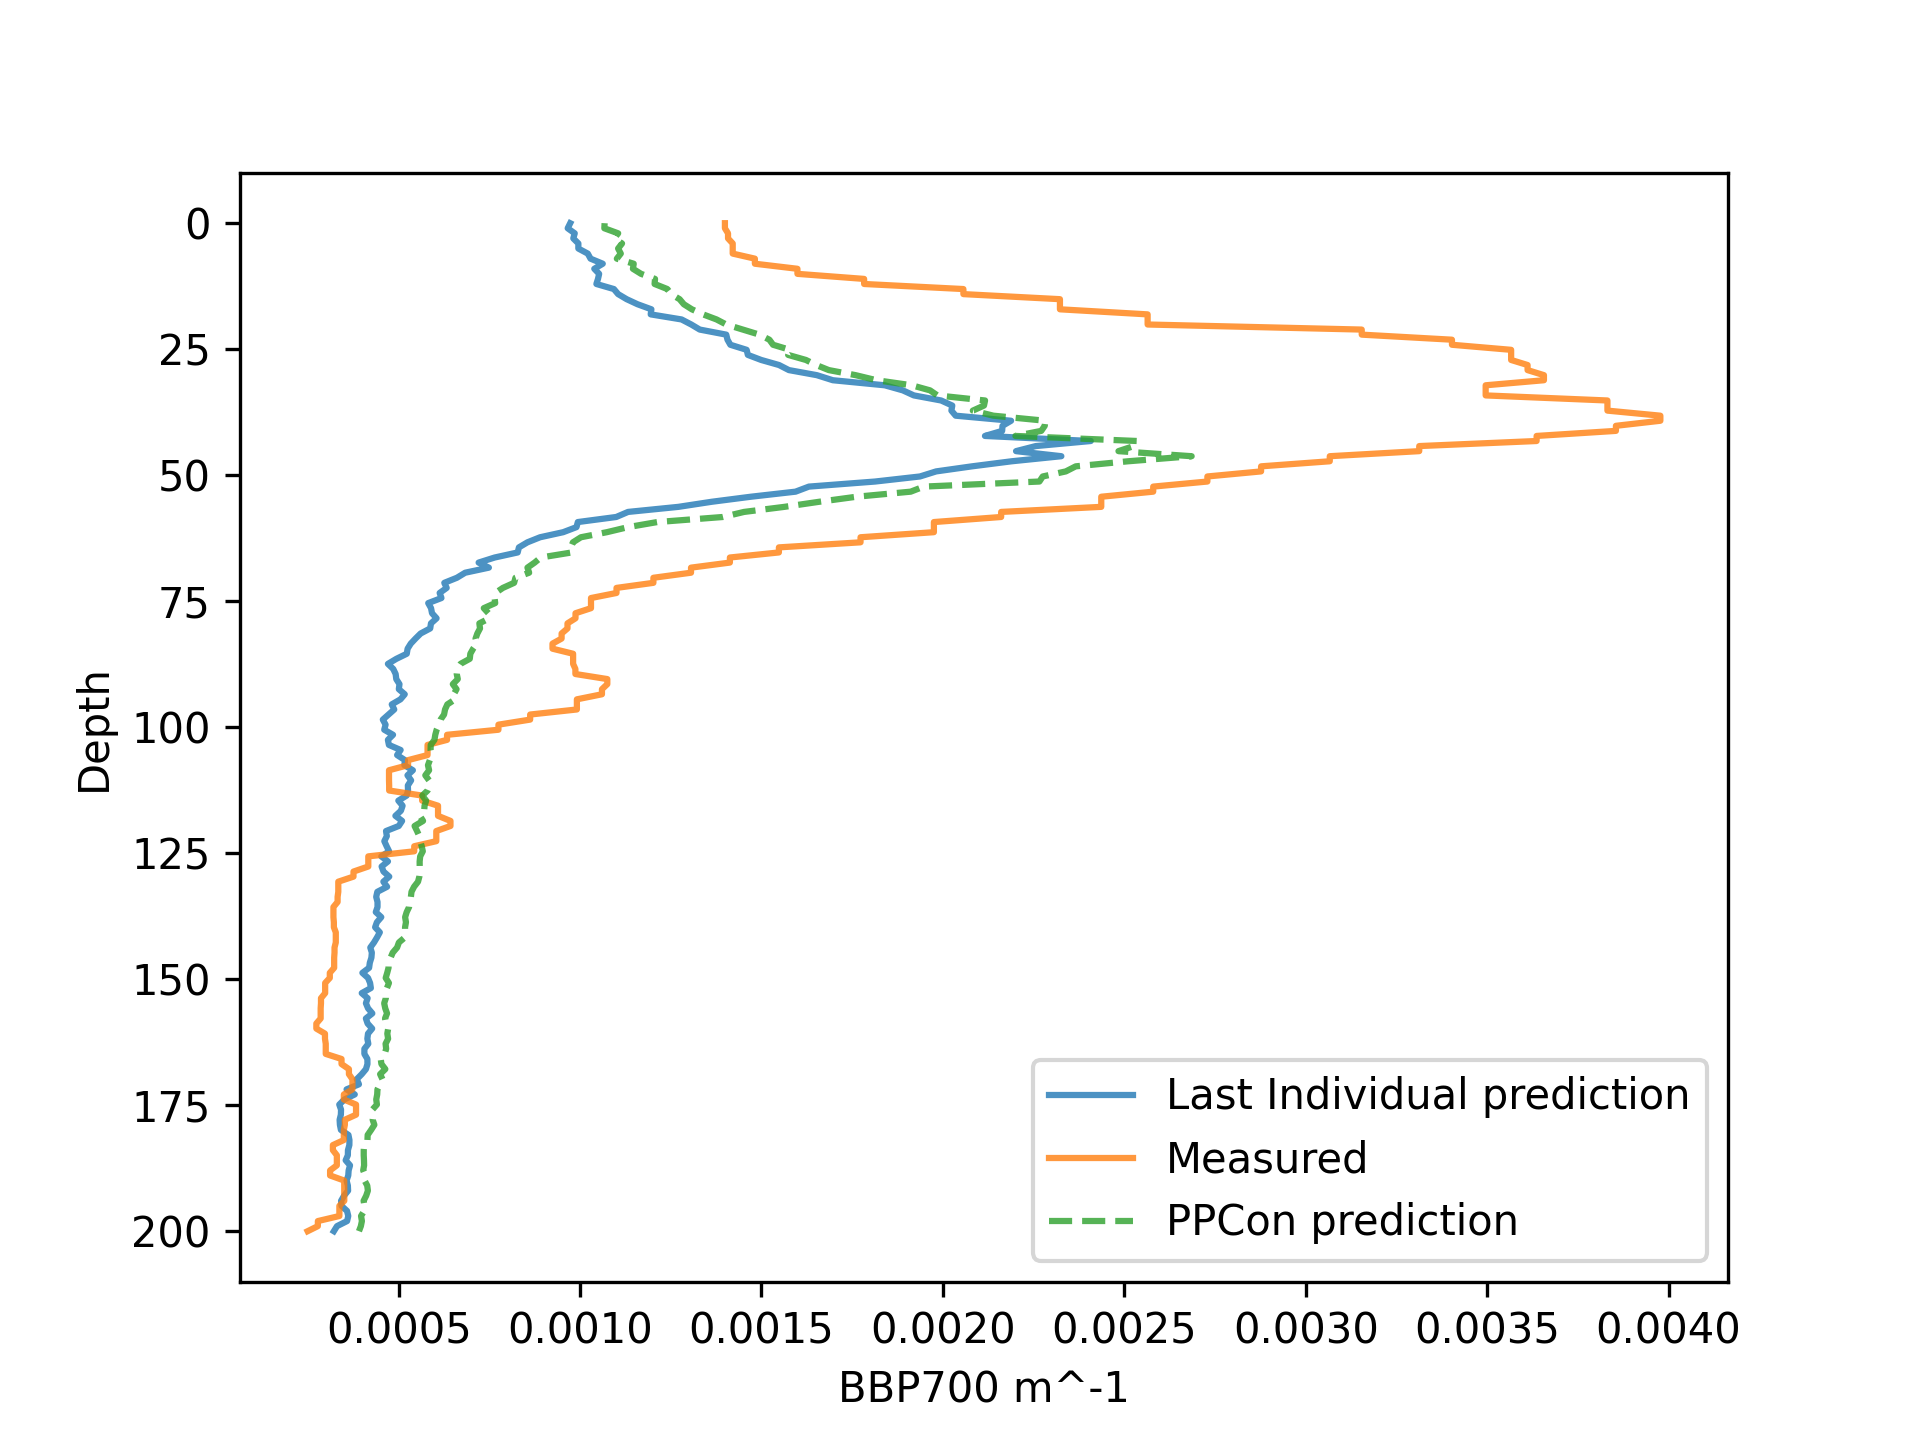 0
25
50
75
100
125
150
175
200
Depth
0.0005 0.0010 0.0015 0.0020 0.0025 0.0030 0.0035 0.0040
BBP700 m^-1
Last Individual prediction
Measured
PPCon prediction